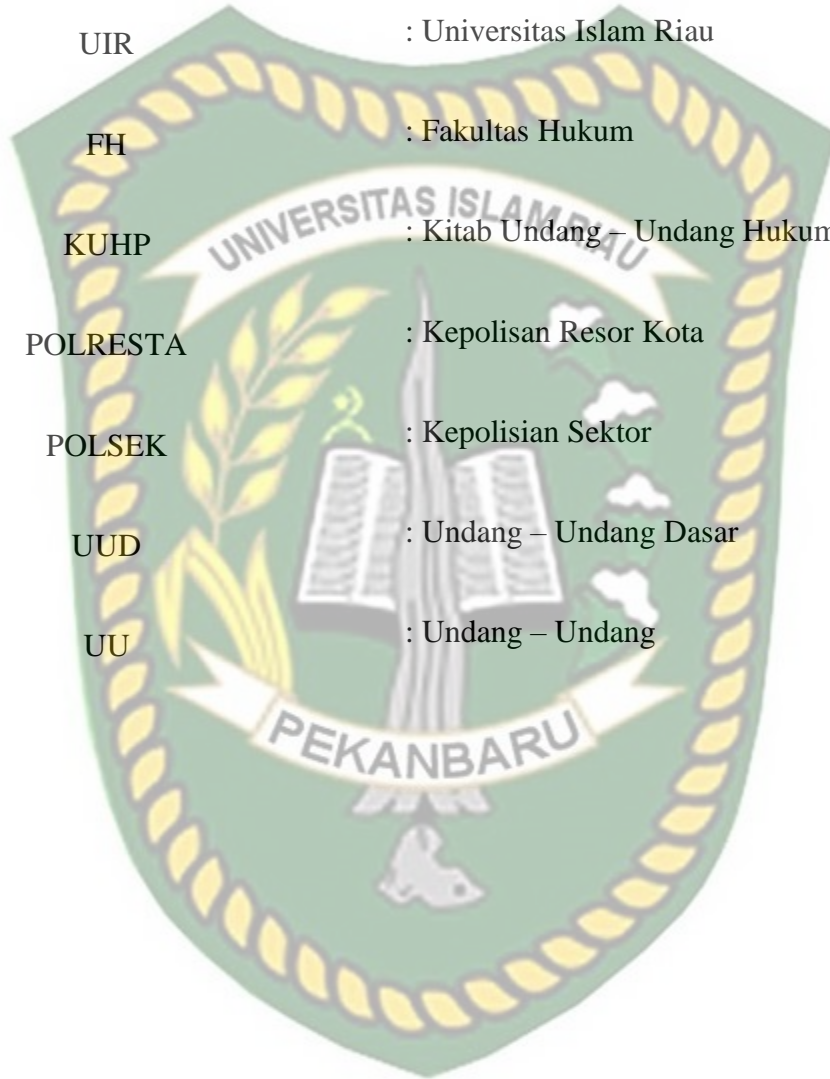 UIR : Universitas Islam Riau
FH : Fakultas Hukum
UNIVERSITAS ISLAM RIAU
KUHP : Kitab Undang – Undang Hukum
POLRESTA : Kepolisan Resor Kota
POLSEK : Kepolisian Sektor
UUD : Undang – Undang Dasar
UU : Undang – Undang
PEKANBARU